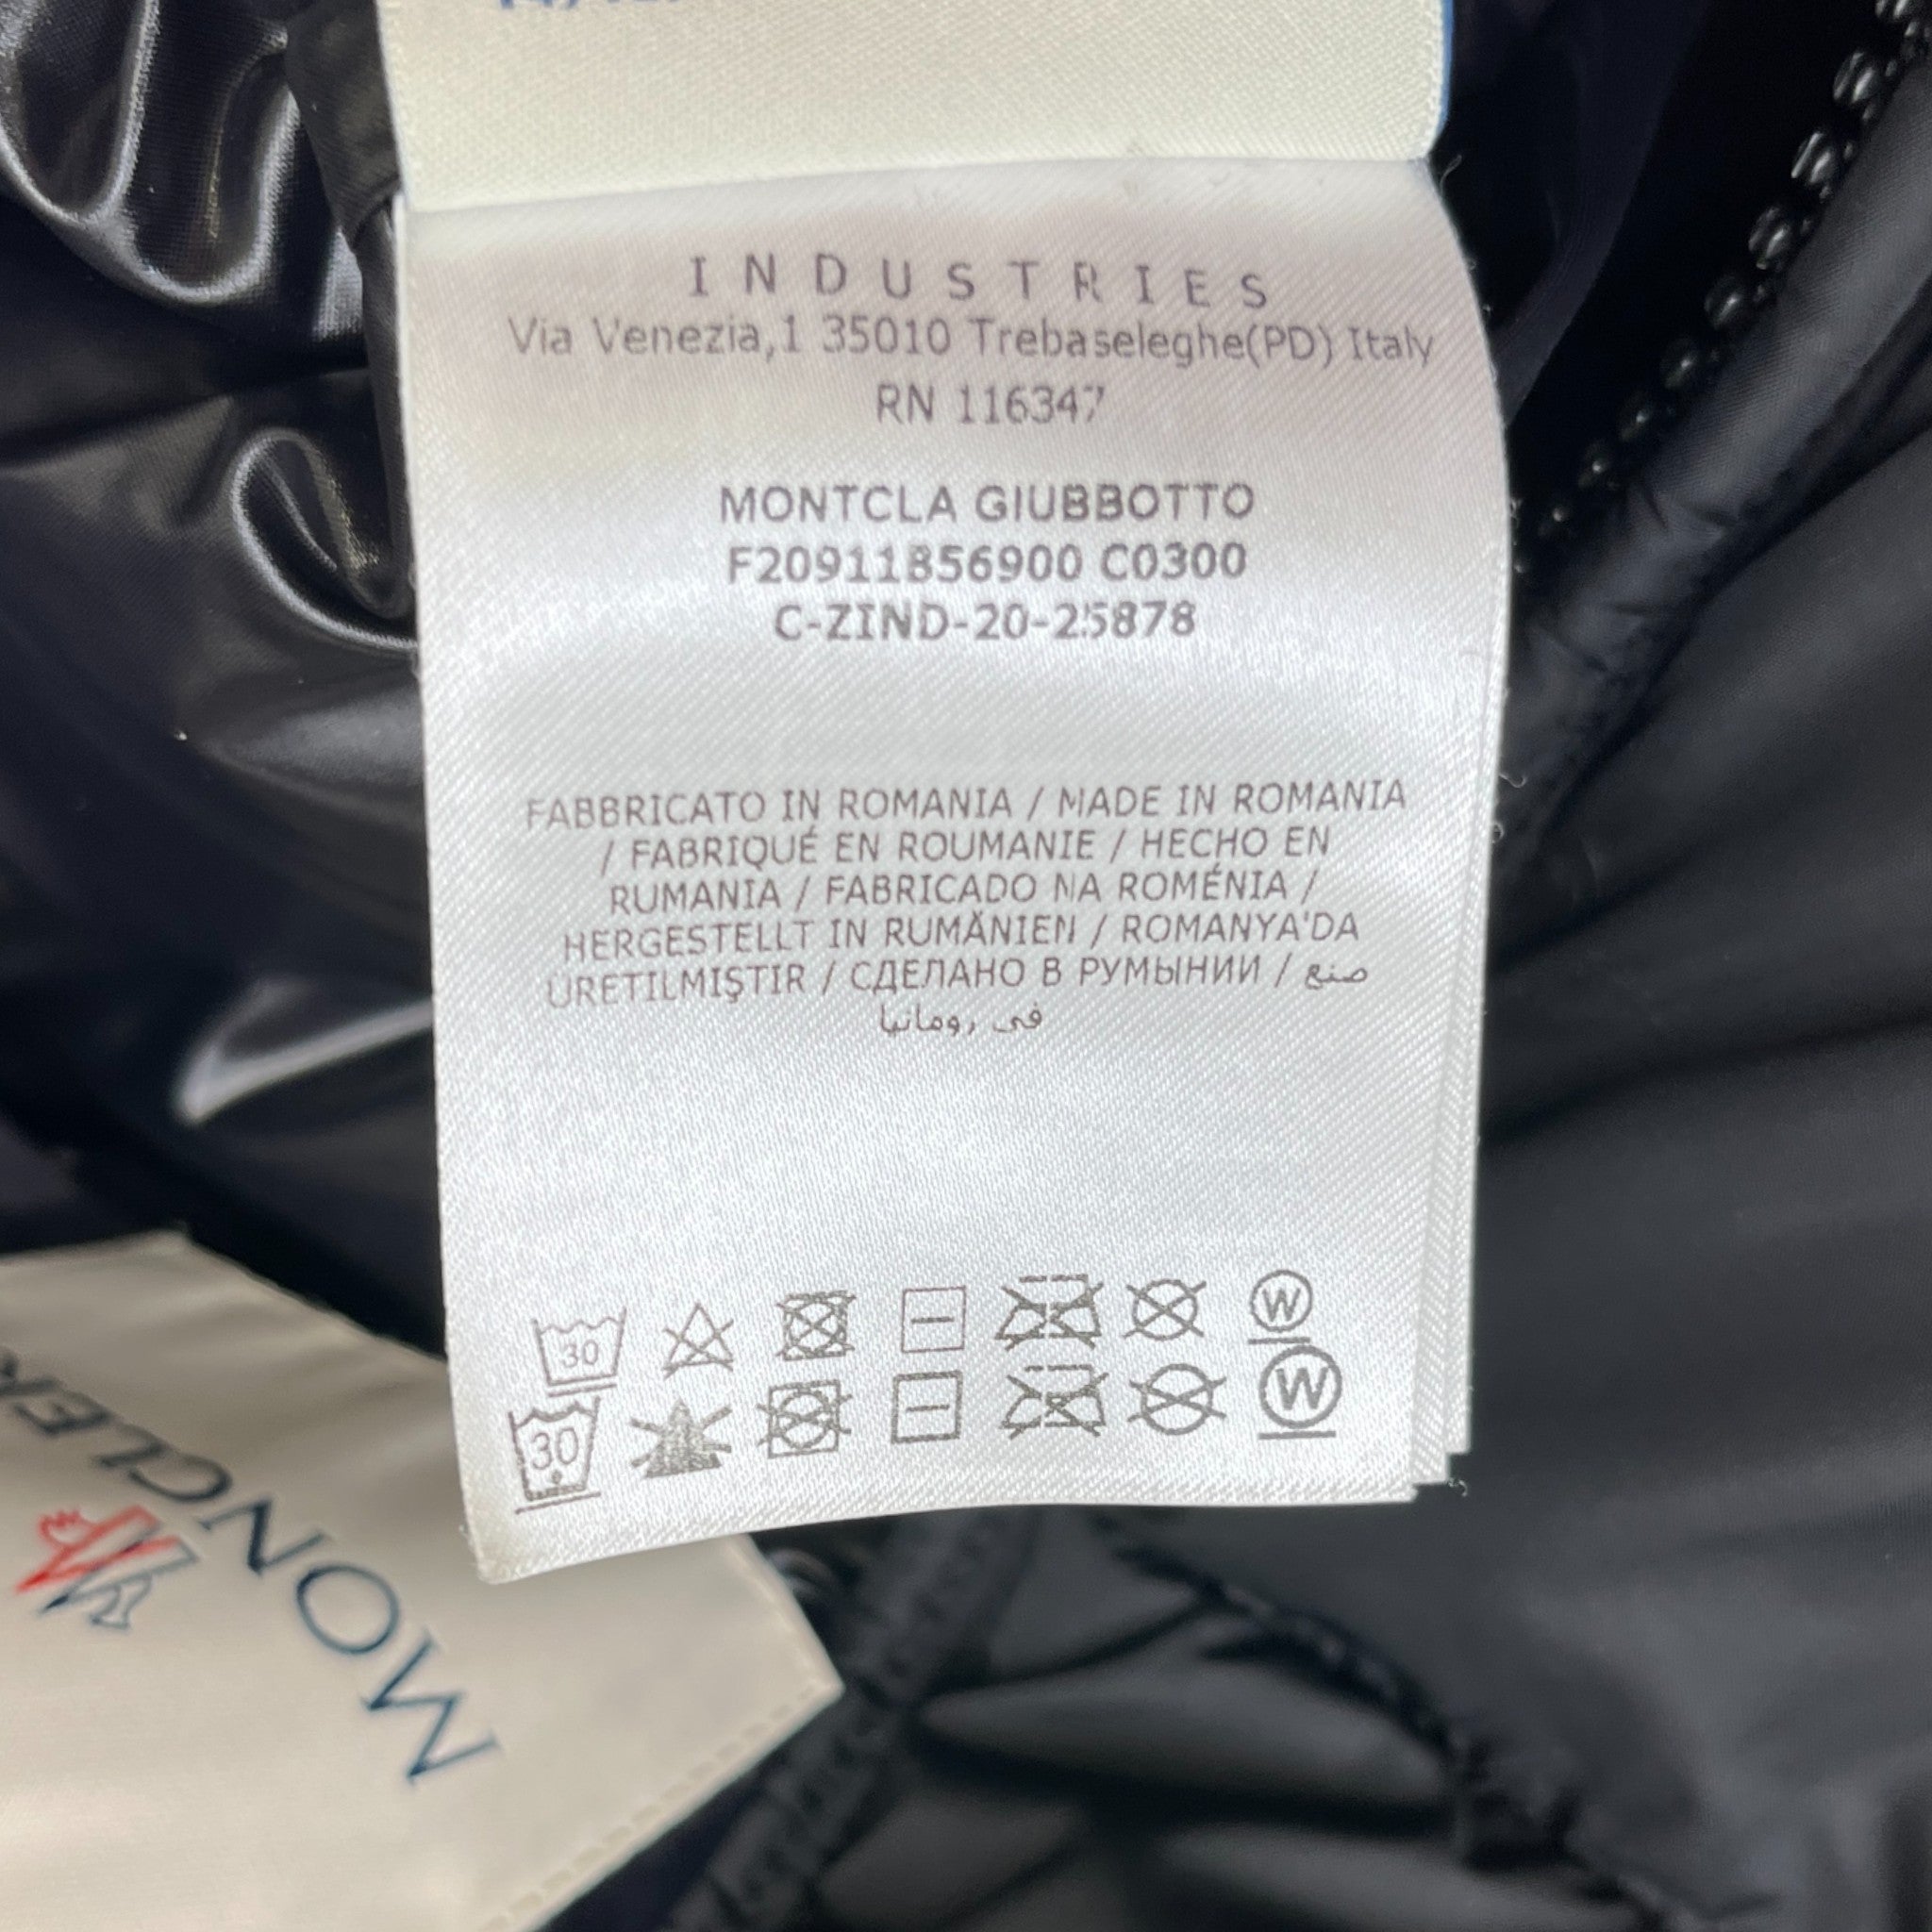 INDUSTRIES
Via Venezia,1 35010 Trebaseleghe(PD) Italy
RN 116347
MONTCLA GIUBBOTTO
F20911B56900 C0300
C-ZIND-20-25878
FABBRICATO IN ROMANIA / MADE IN ROMANIA
/ FABRIQUÉ EN ROUMANIE / HECHO EN
RUMANIA / FABRICADO NA ROMÉNIA /
HERGESTELLT IN RUMÄNIEN / ROMANYA'DA
ÜRETILMIŞTIR / СДЕЛАНО В РУМЫНИИ / صنع
في رومانيا
30 W
30 W
MONCLER